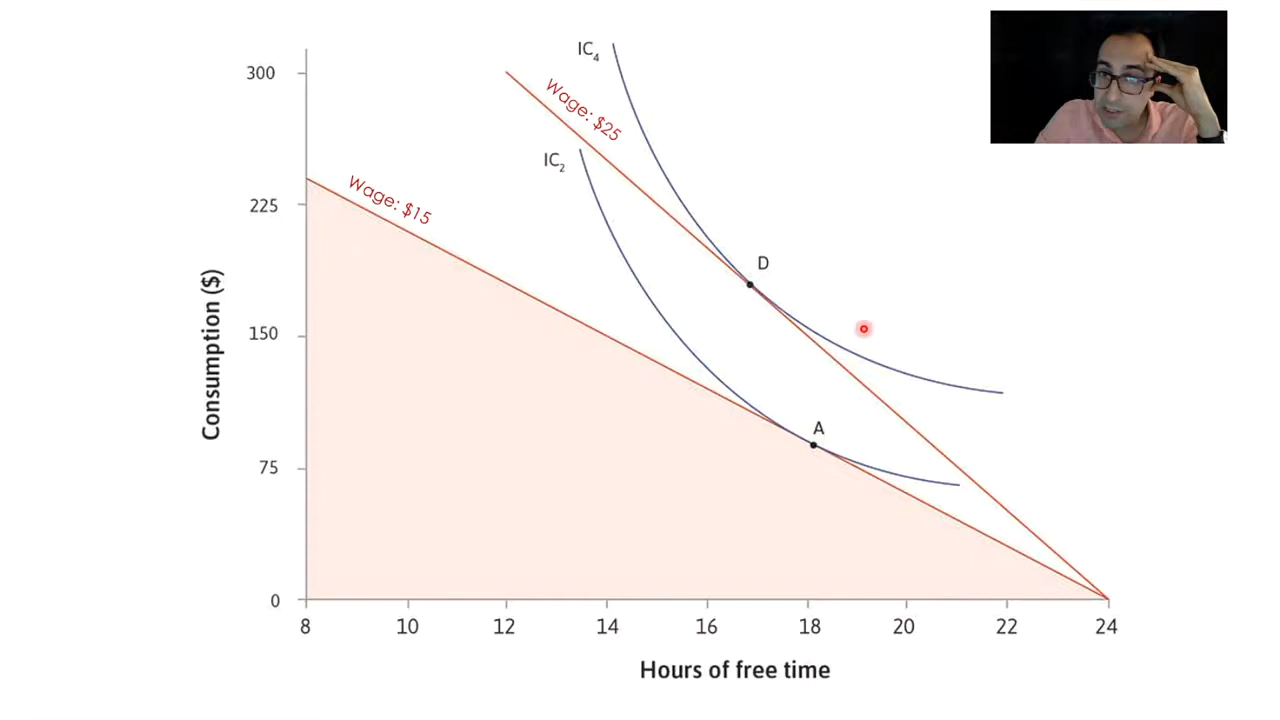 IC4
300
Wage: $25
IC2
225
Wage: $15
D
150
A
75
0
8 10 12 14 16 18 20 22 24
Consumption ($)
Hours of free time